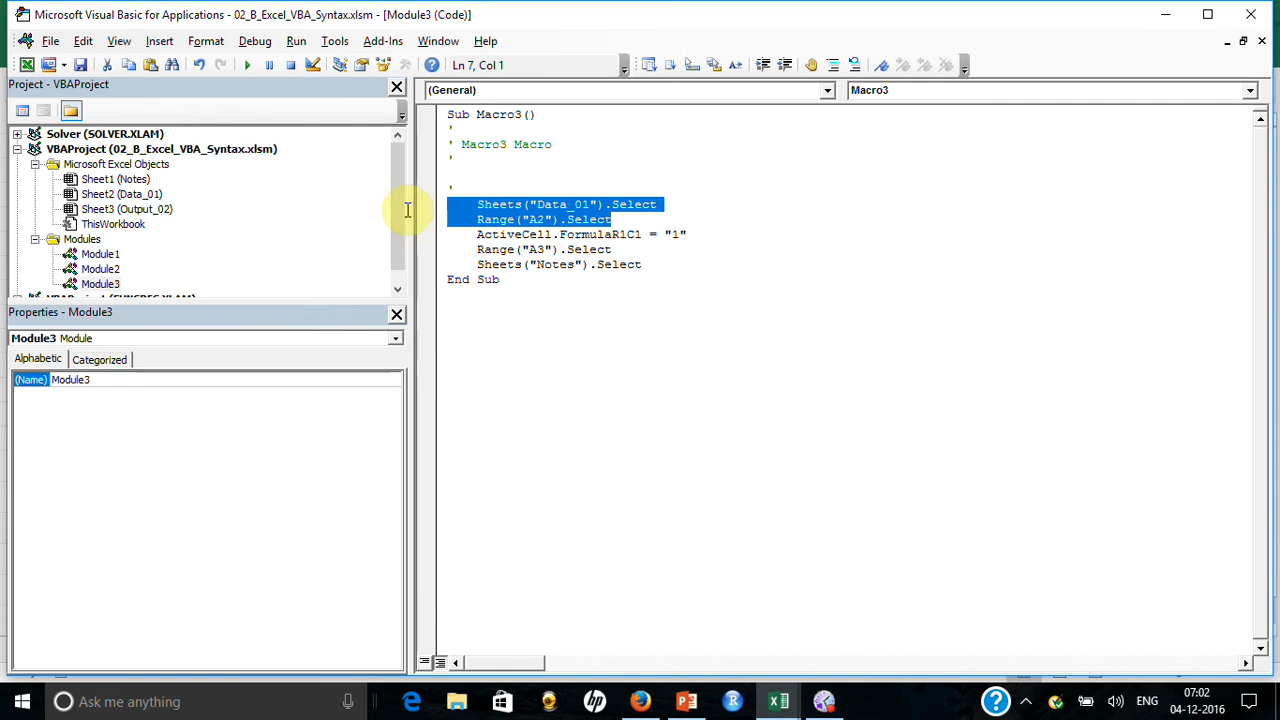 Microsoft Visual Basic for Applications - 02_B_Excel_VBA_Syntax.xlsm - [Module3 (Code)]
File Edit View Insert Format Debug Run Tools Add-Ins Window Help
Ln 7, Col 1
Project - VBAProject
Solver (SOLVER.XLAM)
VBAProject (02_B_Excel_VBA_Syntax.xlsm)
Microsoft Excel Objects
Sheet1 (Notes)
Sheet2 (Data_01)
Sheet3 (Output_02)
ThisWorkbook
Modules
Module1
Module2
Module3
Properties - Module3
Module3 Module
Alphabetic Categorized
(Name) Module3
(General) Macro3
Sub Macro3()
'
' Macro3 Macro
'
'
Sheets("Data_01").Select
Range("A2").Select
ActiveCell.FormulaR1C1 = "1"
Range("A3").Select
Sheets("Notes").Select
End Sub
Ask me anything
ENG
07:02
04-12-2016